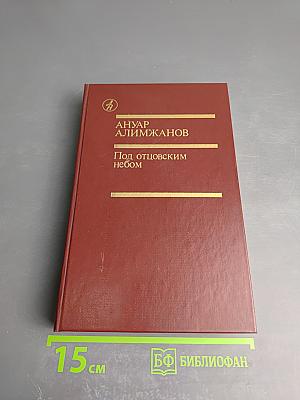 АНУАР
АЛИМЖАНОВ
Под отцовским
небом
15 см
БФ БИБЛИОФАН